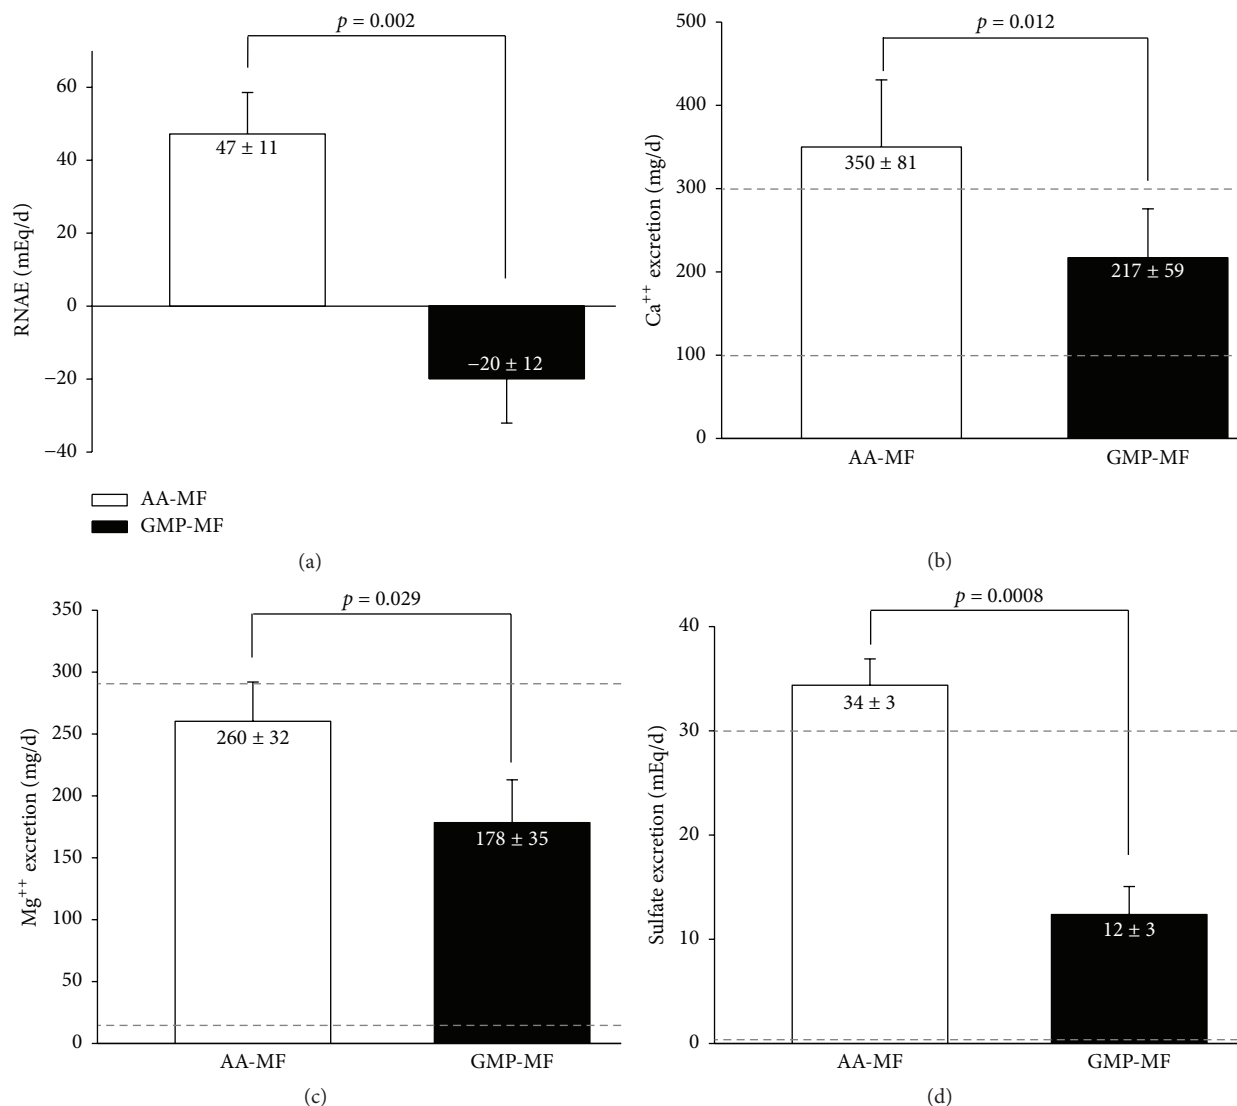 p = 0.002
60
40
20
0
−20
−40
RNAE (mEq/d)
47 ± 11
−20 ± 12
AA-MF
GMP-MF
(a)
p = 0.012
500
400
300
200
100
0
Ca++ excretion (mg/d)
350 ± 81
217 ± 59
AA-MF
GMP-MF
(b)
p = 0.029
350
300
250
200
150
100
50
0
Mg++ excretion (mg/d)
260 ± 32
178 ± 35
AA-MF
GMP-MF
(c)
p = 0.0008
40
30
20
10
0
Sulfate excretion (mEq/d)
34 ± 3
12 ± 3
AA-MF
GMP-MF
(d)